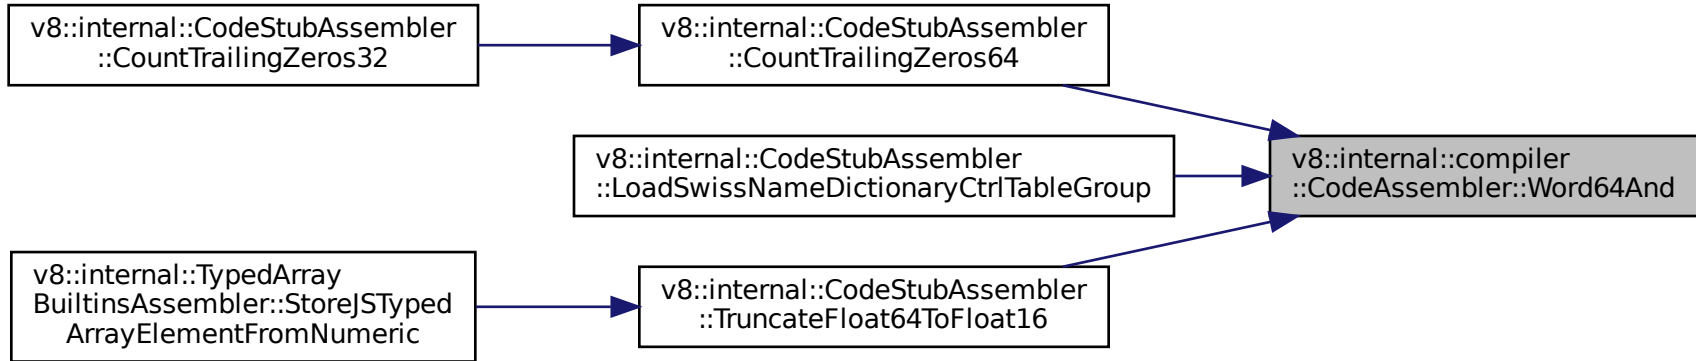 v8::internal::CodeStubAssembler
::CountTrailingZeros32
v8::internal::CodeStubAssembler
::CountTrailingZeros64
v8::internal::CodeStubAssembler
::LoadSwissNameDictionaryCtrlTableGroup
v8::internal::compiler
::CodeAssembler::Word64And
v8::internal::TypedArray
BuiltinsAssembler::StoreJSTyped
ArrayElementFromNumeric
v8::internal::CodeStubAssembler
::TruncateFloat64ToFloat16